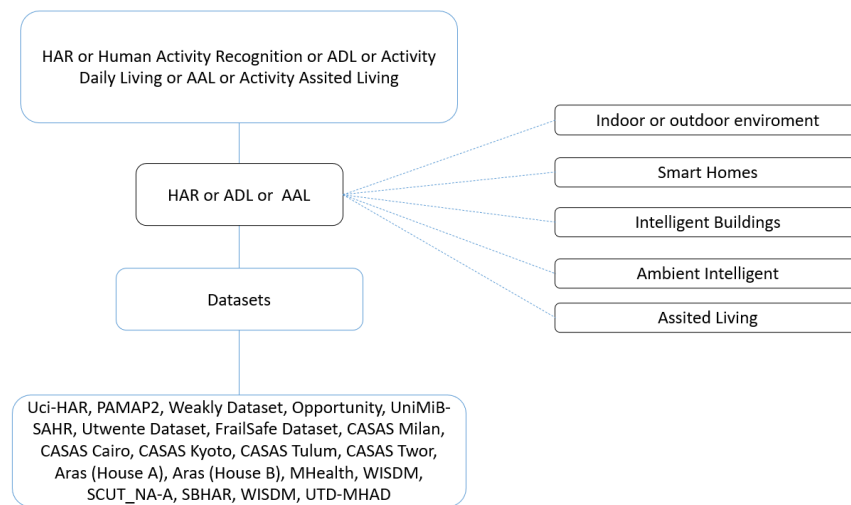 HAR or Human Activity Recognition or ADL or Activity
Daily Living or AAL or Activity Assited Living
HAR or ADL or AAL
Indoor or outdoor enviroment
Smart Homes
Intelligent Buildings
Ambient Intelligent
Assited Living
Datasets
Uci-HAR, PAMAP2, Weakly Dataset, Opportunity, UniMiB-
SAHR, Utwente Dataset, FrailSafe Dataset, CASAS Milan,
CASAS Cairo, CASAS Kyoto, CASAS Tulum, CASAS Twor,
Aras (House A), Aras (House B), MHealth, WISDM,
SCUT_NA-A, SBHAR, WISDM, UTD-MHAD